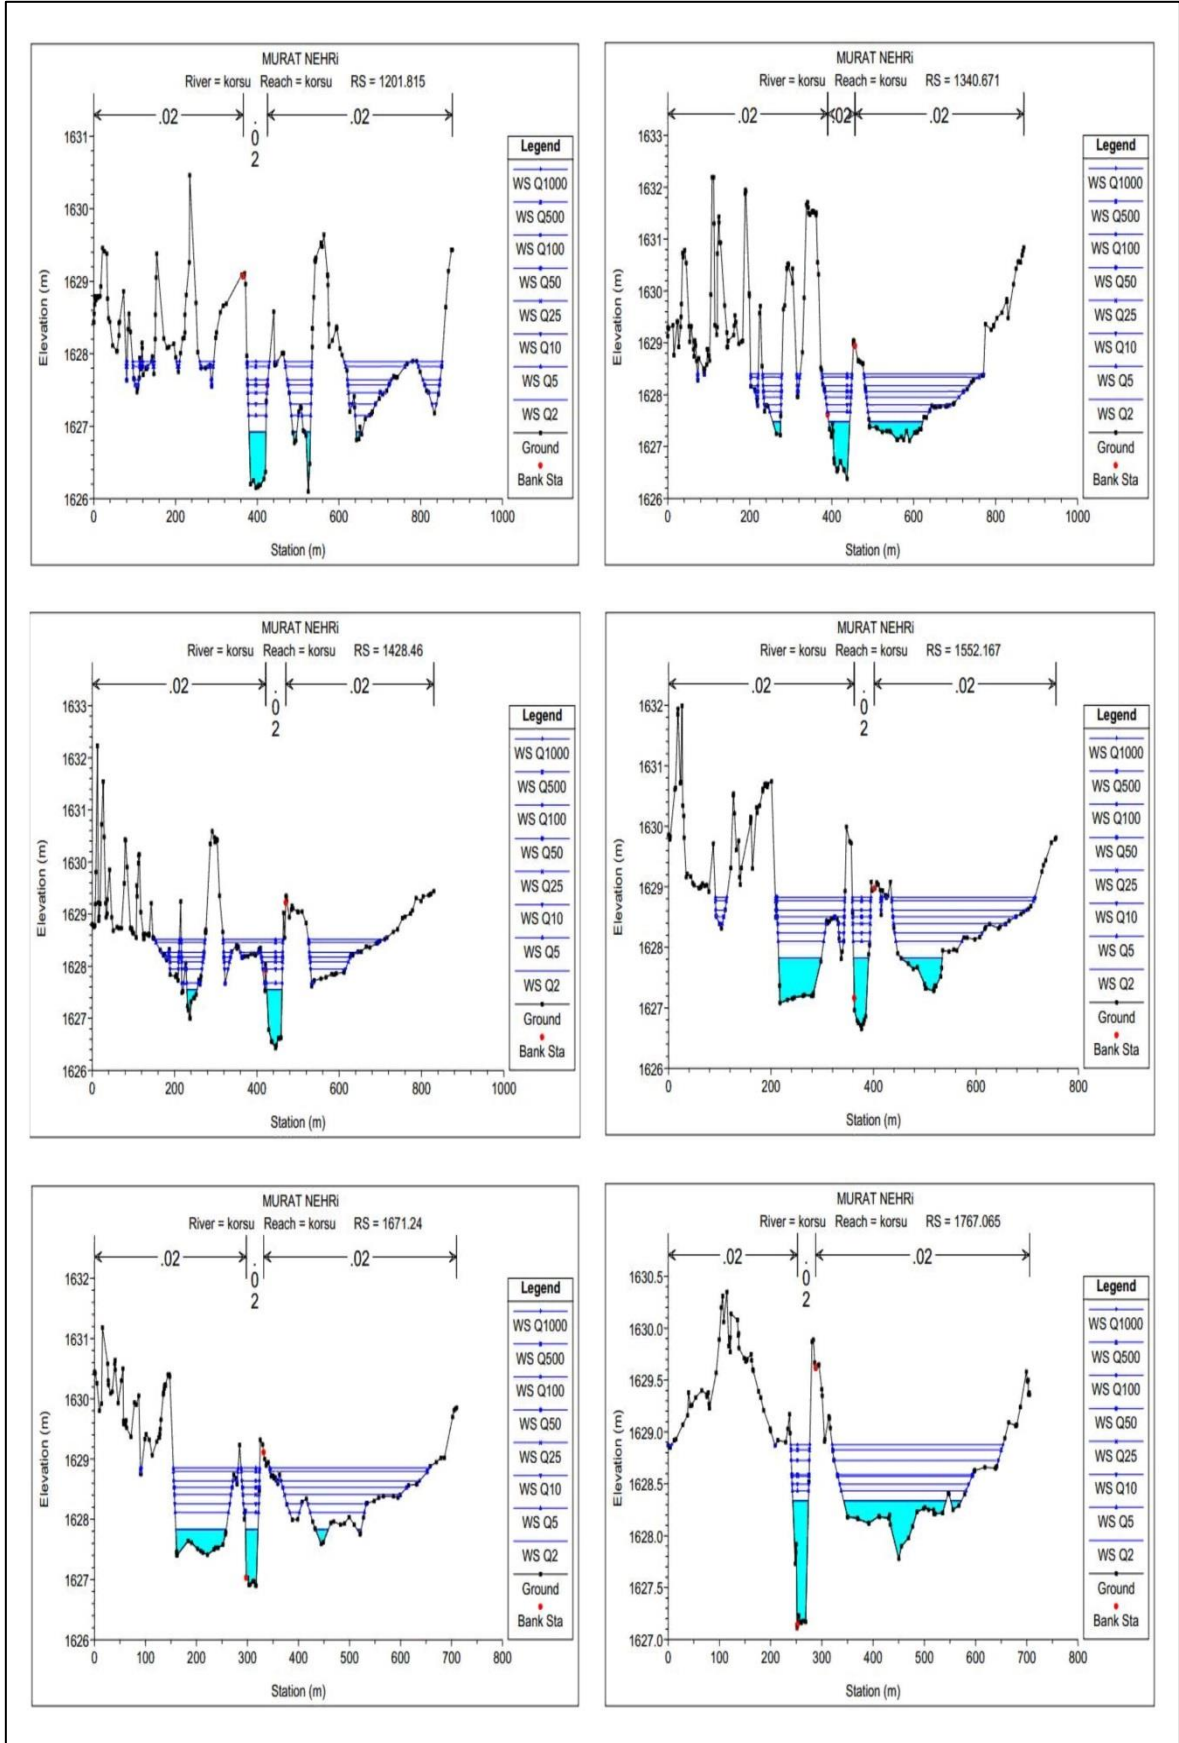 MURAT NEHRi
River = korsu Reach = korsu RS = 1201.815
.02
.02
.02
1631
1630
1629
1628
1627
1626
Elevation (m)
0 200 400 600 800 1000
Station (m)
Legend
WS Q1000
WS Q500
WS Q100
WS Q50
WS Q25
WS Q10
WS Q5
WS Q2
Ground
Bank Sta
MURAT NEHRi
River = korsu Reach = korsu RS = 1340.671
.02
.02
.02
1633
1632
1631
1630
1629
1628
1627
1626
Elevation (m)
0 200 400 600 800 1000
Station (m)
Legend
WS Q1000
WS Q500
WS Q100
WS Q50
WS Q25
WS Q10
WS Q5
WS Q2
Ground
Bank Sta
MURAT NEHRi
River = korsu Reach = korsu RS = 1428.46
.02
.02
.02
1633
1632
1631
1630
1629
1628
1627
1626
Elevation (m)
0 200 400 600 800 1000
Station (m)
Legend
WS Q1000
WS Q500
WS Q100
WS Q50
WS Q25
WS Q10
WS Q5
WS Q2
Ground
Bank Sta
MURAT NEHRi
River = korsu Reach = korsu RS = 1552.167
.02
.02
.02
1632
1631
1630
1629
1628
1627
1626
Elevation (m)
0 200 400 600 800
Station (m)
Legend
WS Q1000
WS Q500
WS Q100
WS Q50
WS Q25
WS Q10
WS Q5
WS Q2
Ground
Bank Sta
MURAT NEHRi
River = korsu Reach = korsu RS = 1671.24
.02
.02
.02
1632
1631
1630
1629
1628
1627
1626
Elevation (m)
0 100 200 300 400 500 600 700 800
Station (m)
Legend
WS Q1000
WS Q500
WS Q100
WS Q50
WS Q25
WS Q10
WS Q5
WS Q2
Ground
Bank Sta
MURAT NEHRi
River = korsu Reach = korsu RS = 1767.065
.02
.02
.02
1630.5
1630.0
1629.5
1629.0
1628.5
1628.0
1627.5
1627.0
Elevation (m)
0 100 200 300 400 500 600 700 800
Station (m)
Legend
WS Q1000
WS Q500
WS Q100
WS Q50
WS Q25
WS Q10
WS Q5
WS Q2
Ground
Bank Sta